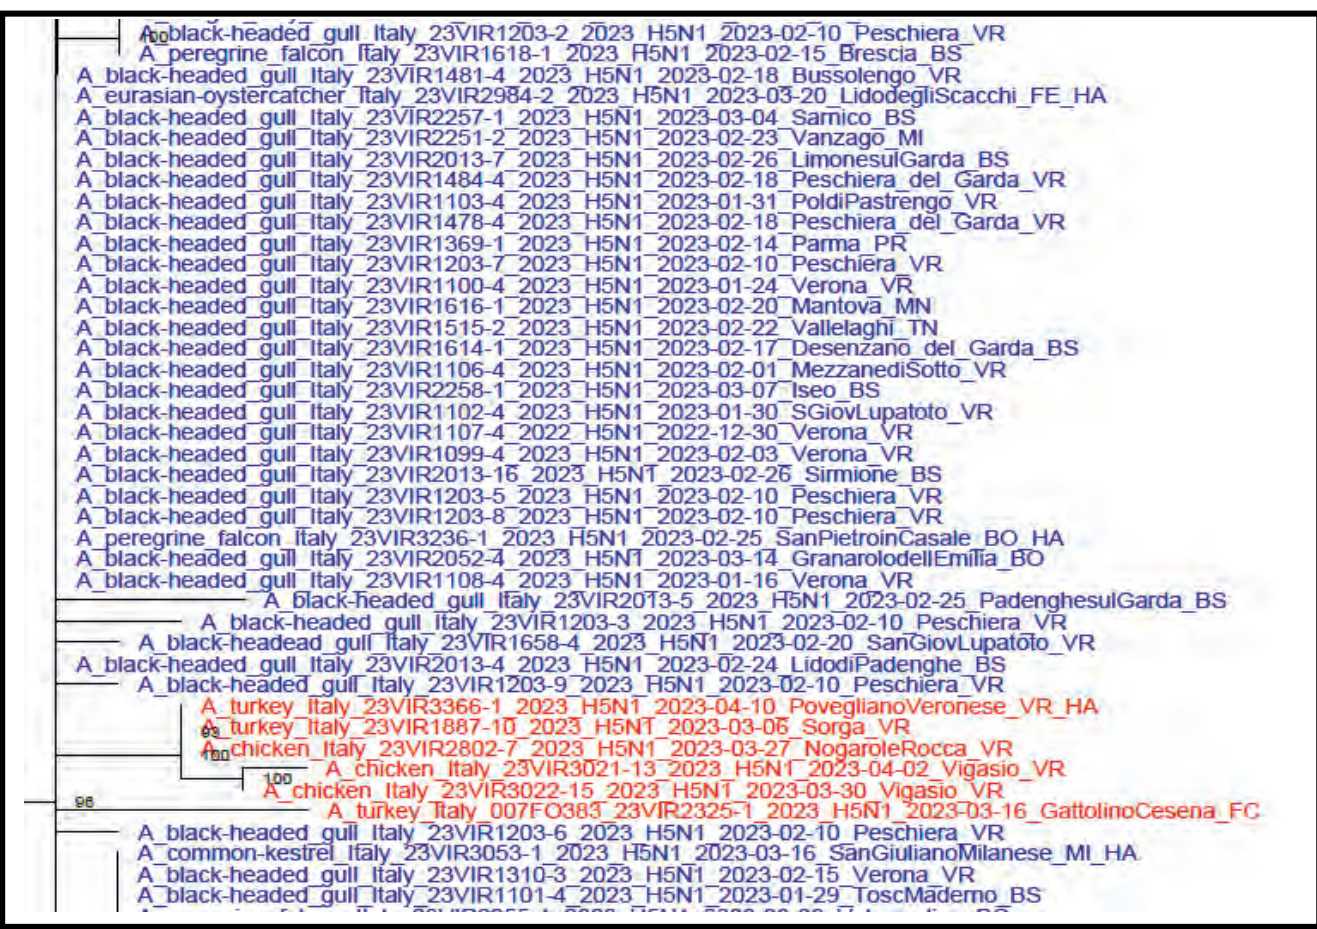 A_black-headed_gull_Italy_23VIR1203-2_2023_H5N1_2023-02-10_Peschiera_VR
100
A_peregrine_falcon_Italy_23VIR1618-1_2023_H5N1_2023-02-15_Brescia_BS
A_black-headed_gull_Italy_23VIR1481-4_2023_H5N1_2023-02-18_Bussolengo_VR
A_eurasian-oystercatcher_Italy_23VIR2984-2_2023_H5N1_2023-03-20_LidodegliScacchi_FE_HA
A_black-headed_gull_Italy_23VIR2257-1_2023_H5N1_2023-03-04_Sarnico_BS
A_black-headed_gull_Italy_23VIR2251-2_2023_H5N1_2023-02-23_Vanzago_MI
A_black-headed_gull_Italy_23VIR2013-7_2023_H5N1_2023-02-26_LimonesulGarda_BS
A_black-headed_gull_Italy_23VIR1484-4_2023_H5N1_2023-02-18_Peschiera_del_Garda_VR
A_black-headed_gull_Italy_23VIR1103-4_2023_H5N1_2023-01-31_PoldiPastrengo_VR
A_black-headed_gull_Italy_23VIR1478-4_2023_H5N1_2023-02-18_Peschiera_del_Garda_VR
A_black-headed_gull_Italy_23VIR1369-1_2023_H5N1_2023-02-14_Parma_PR
A_black-headed_gull_Italy_23VIR1203-7_2023_H5N1_2023-02-10_Peschiera_VR
A_black-headed_gull_Italy_23VIR1100-4_2023_H5N1_2023-01-24_Verona_VR
A_black-headed_gull_Italy_23VIR1616-1_2023_H5N1_2023-02-20_Mantova_MN
A_black-headed_gull_Italy_23VIR1515-2_2023_H5N1_2023-02-22_Vallelaghi_TN
A_black-headed_gull_Italy_23VIR1614-1_2023_H5N1_2023-02-17_Desenzano_del_Garda_BS
A_black-headed_gull_Italy_23VIR1106-4_2023_H5N1_2023-02-01_MezzanediSotto_VR
A_black-headed_gull_Italy_23VIR2258-1_2023_H5N1_2023-03-07_Iseo_BS
A_black-headed_gull_Italy_23VIR1102-4_2023_H5N1_2023-01-30_SGiovLupatoto_VR
A_black-headed_gull_Italy_23VIR1107-4_2022_H5N1_2022-12-30_Verona_VR
A_black-headed_gull_Italy_23VIR1099-4_2023_H5N1_2023-02-03_Verona_VR
A_black-headed_gull_Italy_23VIR2013-16_2023_H5N1_2023-02-26_Sirmione_BS
A_black-headed_gull_Italy_23VIR1203-5_2023_H5N1_2023-02-10_Peschiera_VR
A_black-headed_gull_Italy_23VIR1203-8_2023_H5N1_2023-02-10_Peschiera_VR
A_peregrine_falcon_Italy_23VIR3236-1_2023_H5N1_2023-02-25_SanPietroinCasale_BO_HA
A_black-headed_gull_Italy_23VIR2052-4_2023_H5N1_2023-03-14_GranarolodellEmilia_BO
A_black-headed_gull_Italy_23VIR1108-4_2023_H5N1_2023-01-16_Verona_VR
A_black-headed_gull_Italy_23VIR2013-5_2023_H5N1_2023-02-25_PadenghesulGarda_BS
A_black-headed_gull_Italy_23VIR1203-3_2023_H5N1_2023-02-10_Peschiera_VR
A_black-headead_gull_Italy_23VIR1658-4_2023_H5N1_2023-02-20_SanGiovLupatoto_VR
A_black-headed_gull_Italy_23VIR2013-4_2023_H5N1_2023-02-24_LidodiPadenghe_BS
A_black-headed_gull_Italy_23VIR1203-9_2023_H5N1_2023-02-10_Peschiera_VR
A_turkey_Italy_23VIR3366-1_2023_H5N1_2023-04-10_PoveglianoVeronese_VR_HA
A_turkey_Italy_23VIR1887-10_2023_H5N1_2023-03-06_Sorga_VR
93
A_chicken_Italy_23VIR2802-7_2023_H5N1_2023-03-27_NogaroleRocca_VR
100
A_chicken_Italy_23VIR3021-13_2023_H5N1_2023-04-02_Vigasio_VR
100
A_chicken_Italy_23VIR3022-15_2023_H5N1_2023-03-30_Vigasio_VR
96
A_turkey_Italy_007FO383_23VIR2325-1_2023_H5N1_2023-03-16_GattolinoCesena_FC
A_black-headed_gull_Italy_23VIR1203-6_2023_H5N1_2023-02-10_Peschiera_VR
A_common-kestrel_Italy_23VIR3053-1_2023_H5N1_2023-03-16_SanGiulianoMilanese_MI_HA
A_black-headed_gull_Italy_23VIR1310-3_2023_H5N1_2023-02-15_Verona_VR
A_black-headed_gull_Italy_23VIR1101-4_2023_H5N1_2023-01-29_ToscMaderno_BS